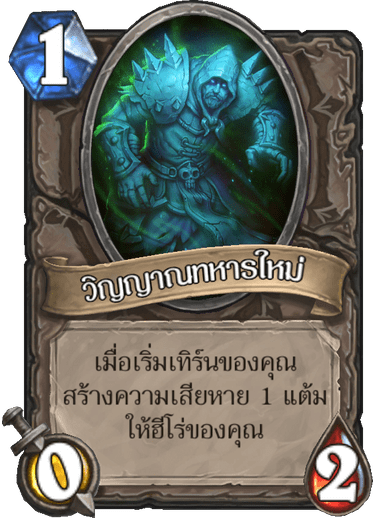 1
วิญญาณทหารใหม่
เมื่อเริ่มเทิร์นของคุณ
สร้างความเสียหาย 1 แต้ม
ให้ฮีโร่ของคุณ
0
2